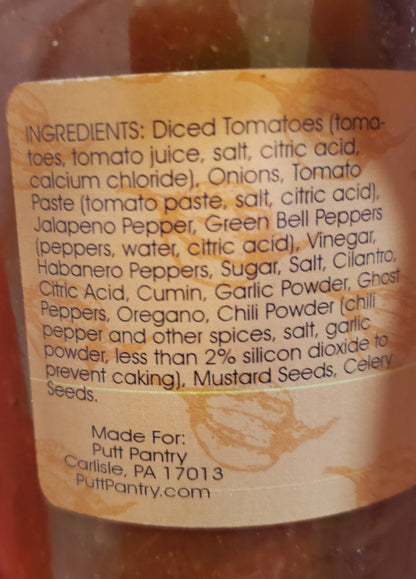 INGREDIENTS: Diced Tomatoes (toma-
toes, tomato juice, salt, citric acid,
calcium chloride), Onions, Tomato
Paste (tomato paste, salt, citric acid),
Jalapeno Pepper, Green Bell Peppers
(peppers, water, citric acid), Vinegar,
Habanero Peppers, Sugar, Salt, Cilantro,
Citric Acid, Cumin, Garlic Powder, Ghost
Peppers, Oregano, Chili Powder (chili
pepper and other spices, salt, garlic
powder, less than 2% silicon dioxide to
prevent caking), Mustard Seeds, Celery
Seeds.
Made For:
Putt Pantry
Carlisle, PA 17013
PuttPantry.com